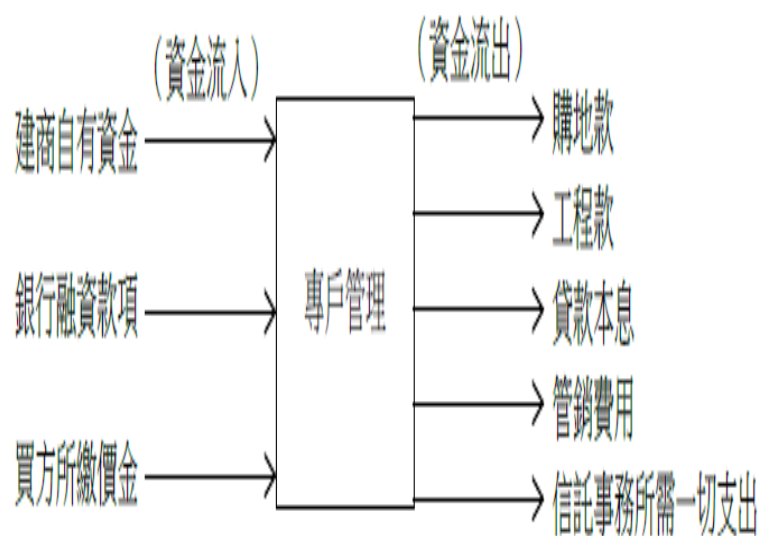 （資金流入）
（資金流出）
建商自有資金
銀行融資款項
買方所繳價金
專戶管理
購地款
工程款
貸款本息
管銷費用
信託事務所需一切支出